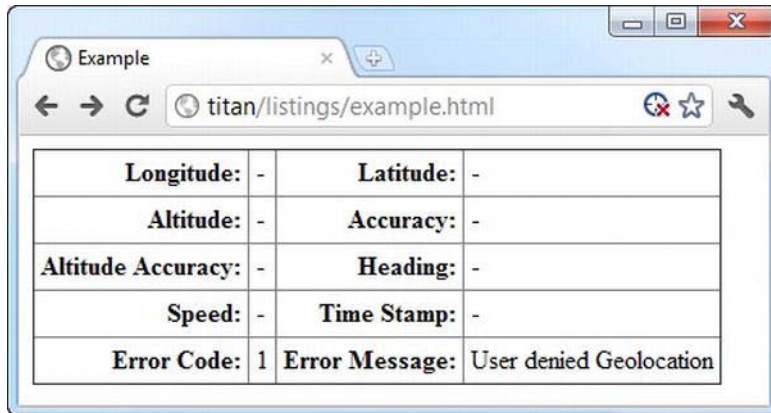 Example
titan/listings/example.html
Longitude: - Latitude: -
Altitude: - Accuracy: -
Altitude Accuracy: - Heading: -
Speed: - Time Stamp: -
Error Code: 1 Error Message: User denied Geolocation